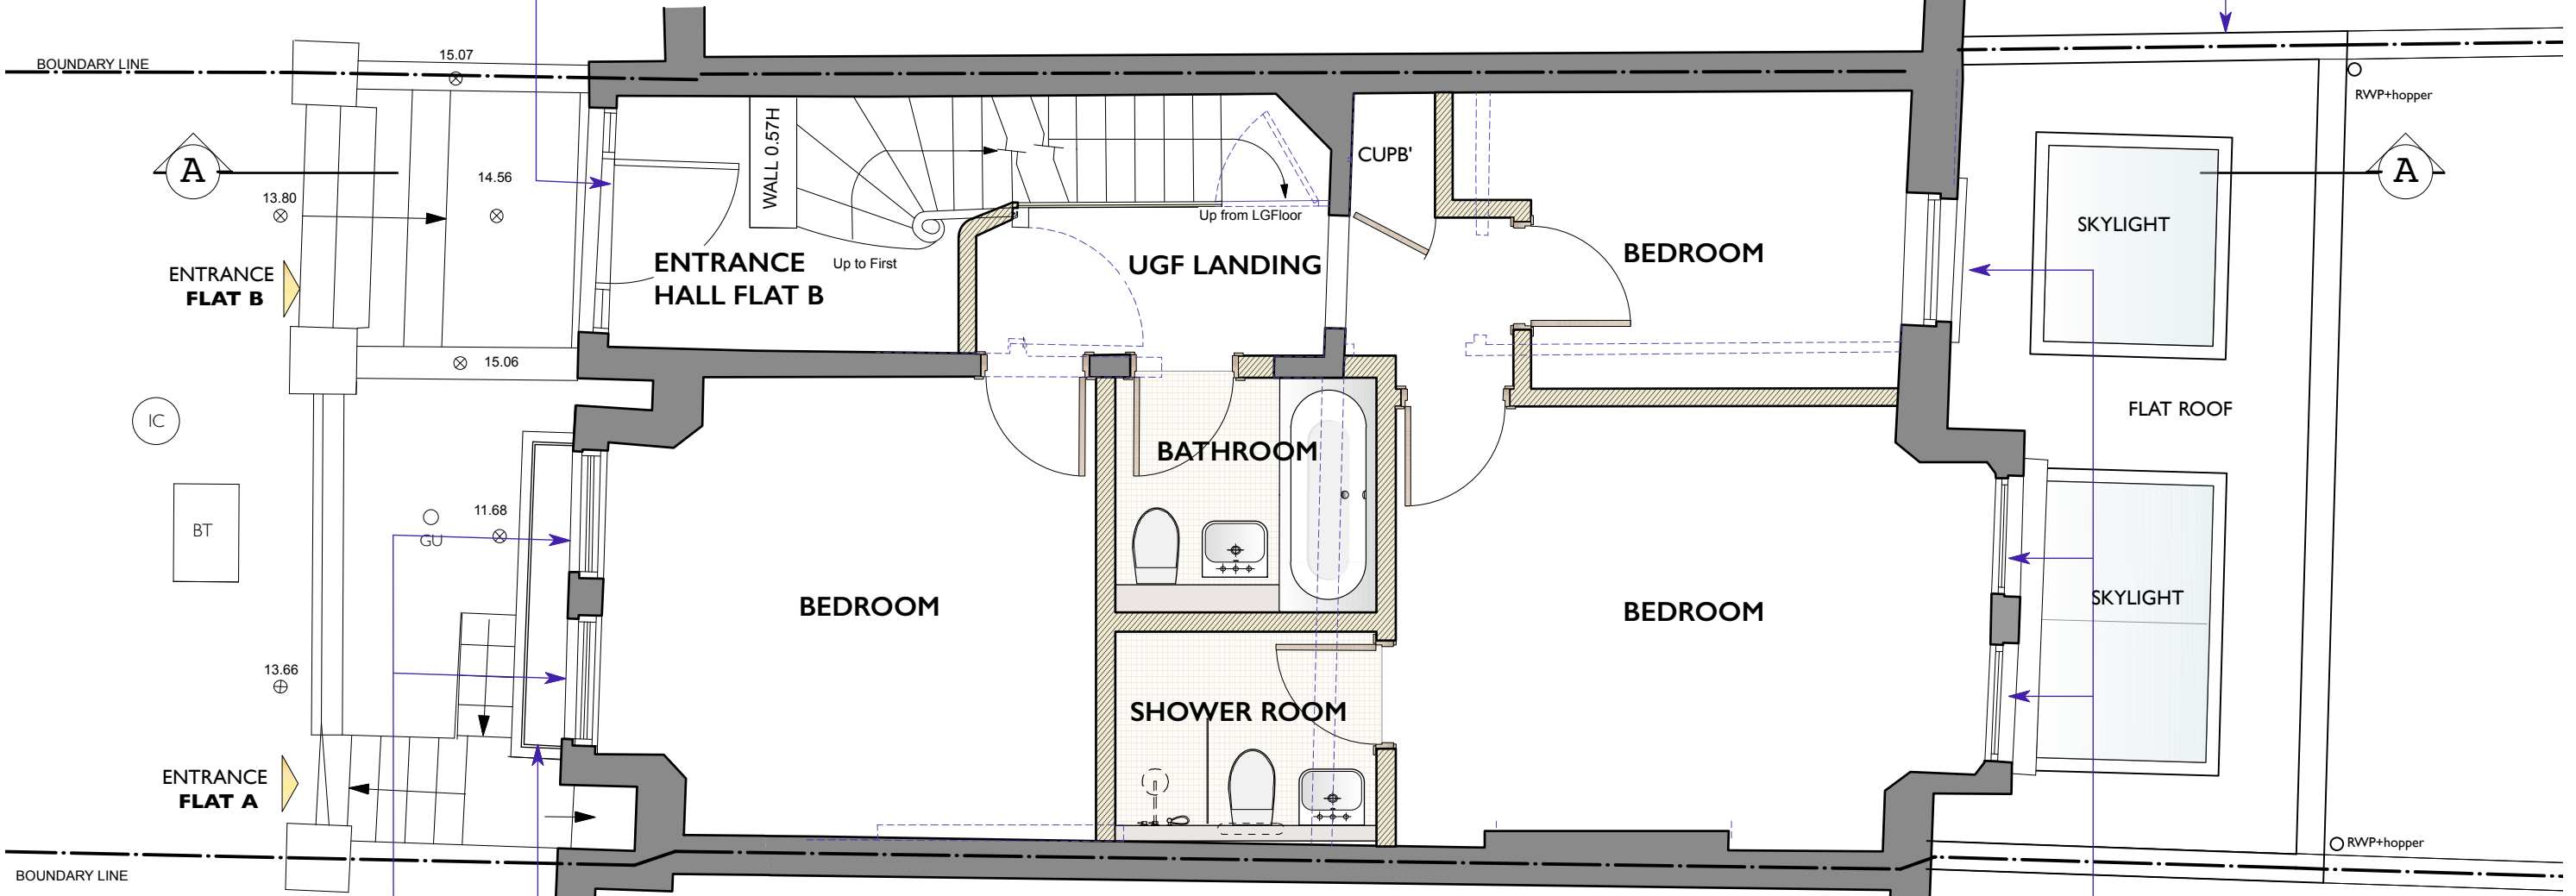 BOUNDARY LINE
15.07
RWP+hopper
A
WALL 0.57H
CUPB'
A
14.56
13.80
SKYLIGHT
Up from LGFloor
BEDROOM
ENTRANCE
FLAT B
ENTRANCE
HALL FLAT B
Up to First
UGF LANDING
15.06
IC
FLAT ROOF
BATHROOM
11.68
BT
GU
BEDROOM
BEDROOM
SKYLIGHT
13.66
SHOWER ROOM
ENTRANCE
FLAT A
RWP+hopper
BOUNDARY LINE